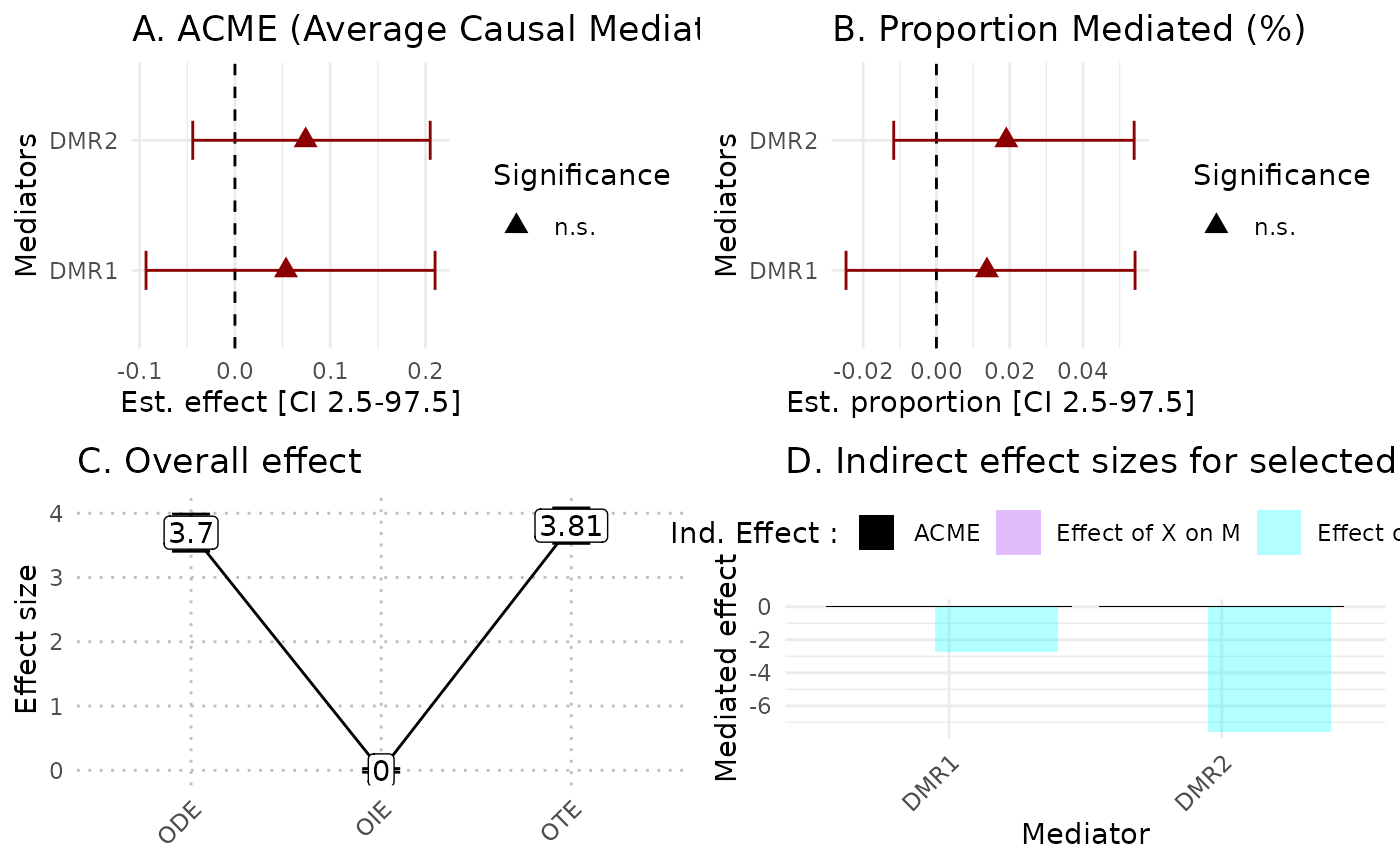 A. ACME (Average Causal Mediat
Mediators
DMR2
DMR1
-0.1 0.0 0.1 0.2
Est. effect [CI 2.5-97.5]
Significance
n.s.
B. Proportion Mediated (%)
Mediators
DMR2
DMR1
-0.02 0.00 0.02 0.04
Est. proportion [CI 2.5-97.5]
Significance
n.s.
C. Overall effect
Effect size
4
3
2
1
0
3.7
0
3.81
ODE
OIE
OTE
D. Indirect effect sizes for selected
Ind. Effect : ACME Effect of X on M Effect
Mediated effect
0
-2
-4
-6
DMR1
DMR2
Mediator